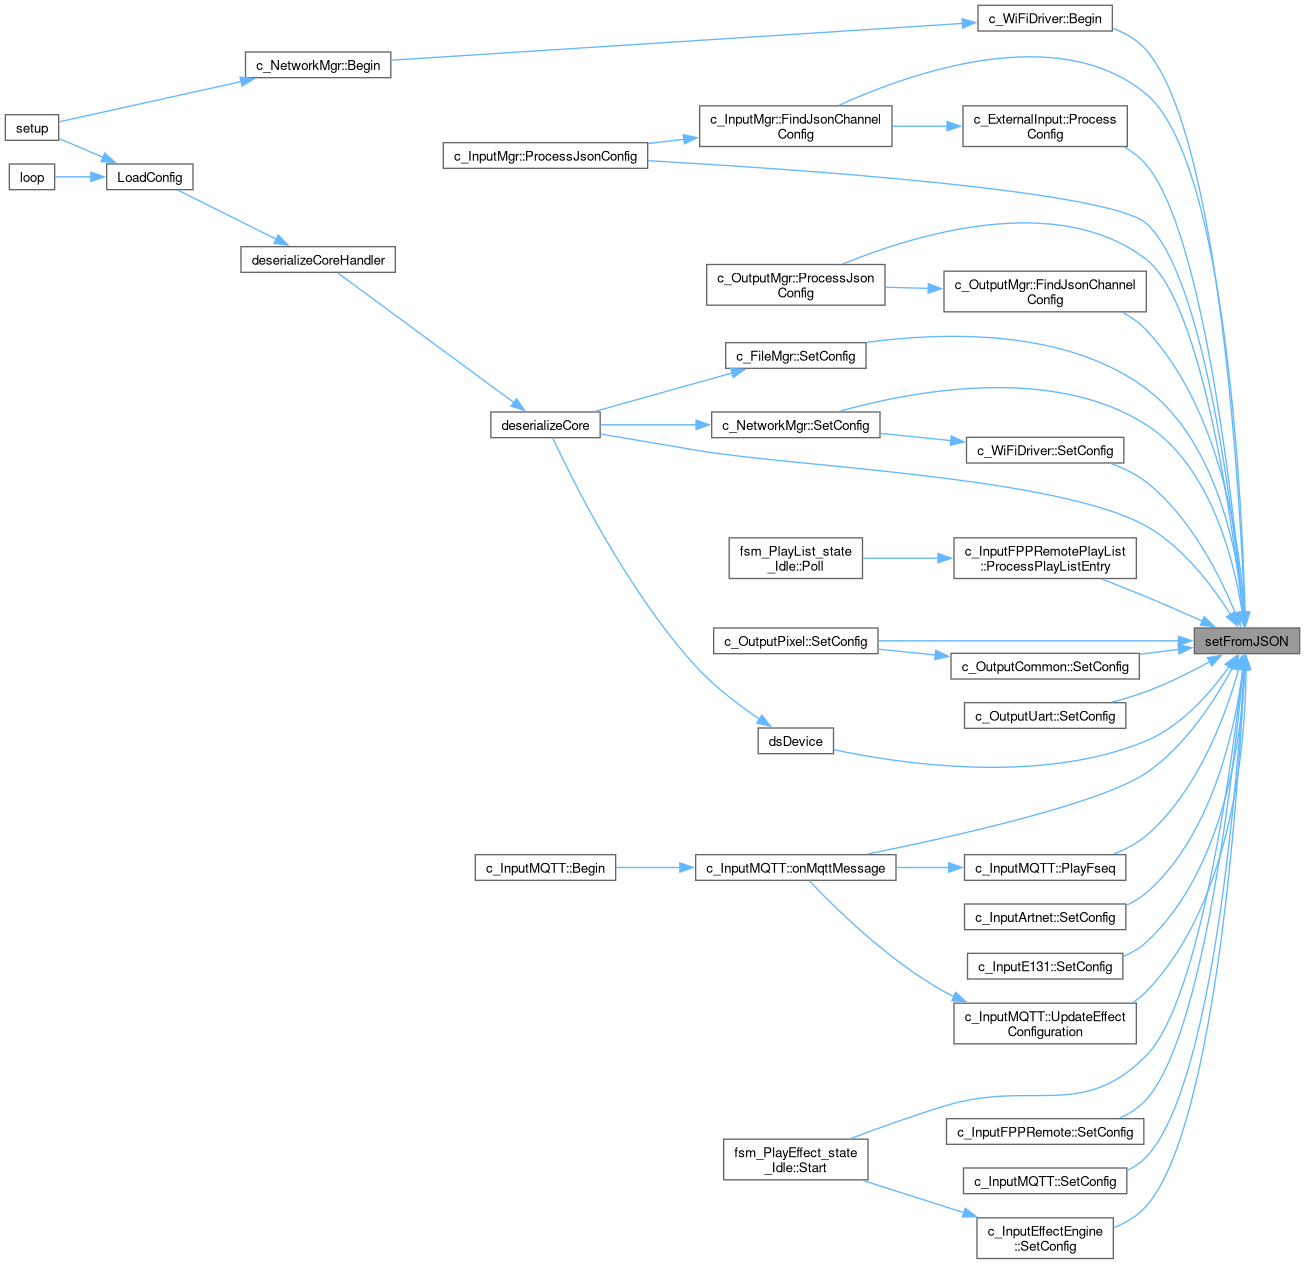 c_WiFiDriver::Begin
c_NetworkMgr::Begin
setup
c_InputMgr::FindJsonChannel
Config
c_ExternalInput::Process
Config
c_InputMgr::ProcessJsonConfig
loop
LoadConfig
deserializeCoreHandler
c_OutputMgr::ProcessJson
Config
c_OutputMgr::FindJsonChannel
Config
c_FileMgr::SetConfig
deserializeCore
c_NetworkMgr::SetConfig
c_WiFiDriver::SetConfig
fsm_PlayList_state
_Idle::Poll
c_InputFPPRemotePlayList
::ProcessPlayListEntry
setFromJSON
c_OutputPixel::SetConfig
c_OutputCommon::SetConfig
c_OutputUart::SetConfig
dsDevice
c_InputMQTT::Begin
c_InputMQTT::onMqttMessage
c_InputMQTT::PlayFseq
c_InputArtnet::SetConfig
c_InputE131::SetConfig
c_InputMQTT::UpdateEffect
Configuration
c_InputFPPRemote::SetConfig
fsm_PlayEffect_state
_Idle::Start
c_InputMQTT::SetConfig
c_InputEffectEngine
::SetConfig